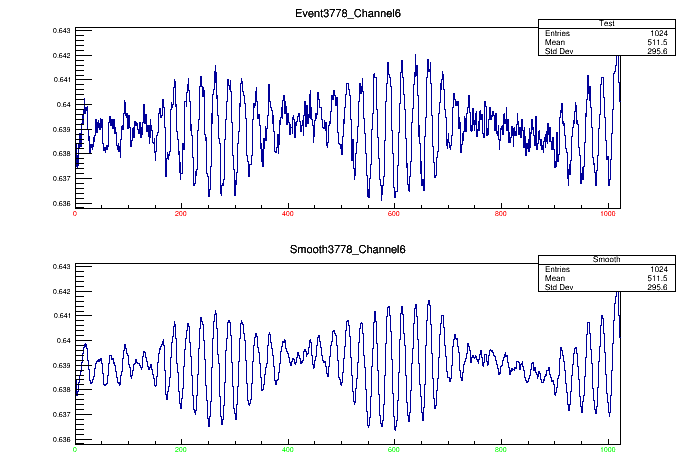 Event3778_Channel6
Test
Entries 1024
Mean 511.5
Std Dev 295.6
0.643
0.642
0.641
0.64
0.639
0.638
0.637
0.636
0 200 400 600 800 1000
Smooth3778_Channel6
Smooth
Entries 1024
Mean 511.5
Std Dev 295.6
0.643
0.642
0.641
0.64
0.639
0.638
0.637
0.636
0 200 400 600 800 1000